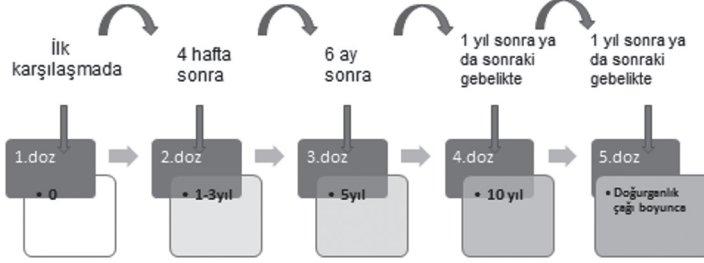 İlk
karşılaşmada
4 hafta
sonra
6 ay
sonra
1 yıl sonra ya
da sonraki
gebelikte
1 yıl sonra ya
da sonraki
gebelikte
1.doz
• 0
2.doz
• 1-3yıl
3.doz
• 5yıl
4.doz
• 10 yıl
5.doz
• Doğurganlık
çağı boyunca